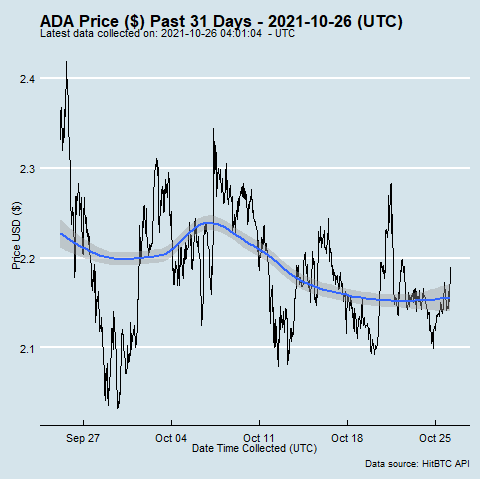 ADA Price ($) Past 31 Days - 2021-10-26 (UTC)
Latest data collected on: 2021-10-26 04:01:04 - UTC
Price USD ($)
2.4
2.3
2.2
2.1
Sep 27
Oct 04
Oct 11
Oct 18
Oct 25
Date Time Collected (UTC)
Data source: HitBTC API